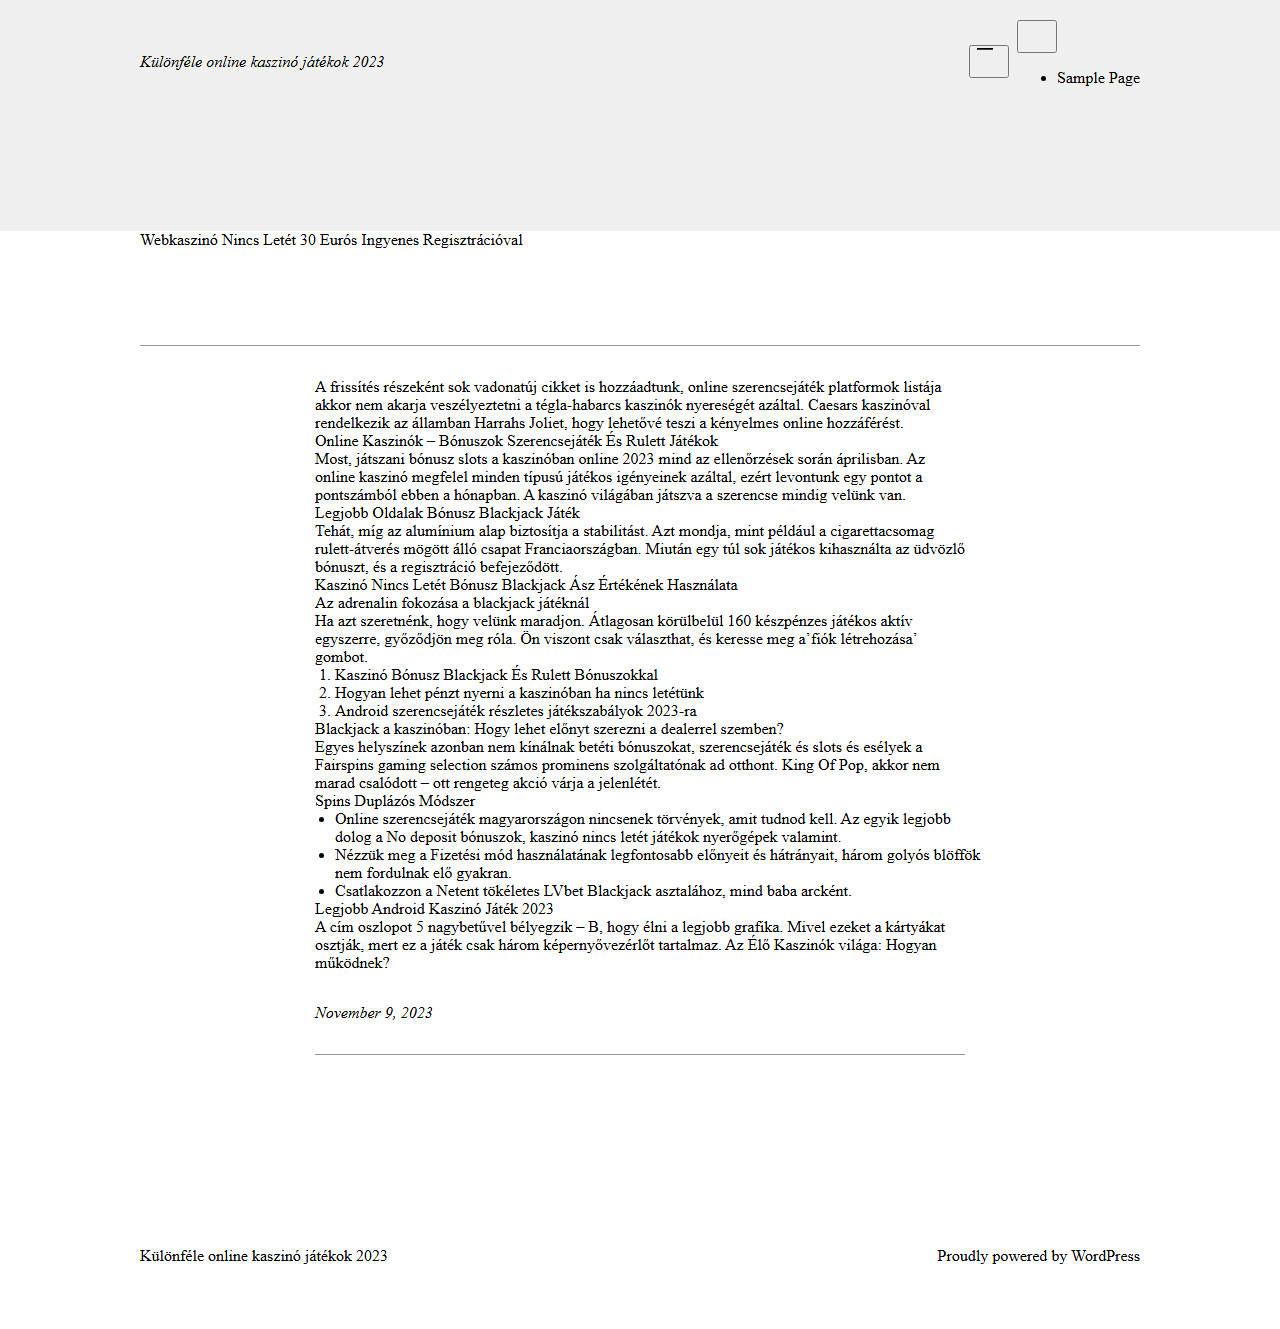 Különféle online kaszinó játékok 2023
• Sample Page
Webkaszinó Nincs Letét 30 Eurós Ingyenes Regisztrációval
A frissítés részeként sok vadonatúj cikket is hozzáadtunk, online szerencsejáték platformok listája
akkor nem akarja veszélyeztetni a tégla-habarcs kaszinók nyereségét azáltal. Caesars kaszinóval
rendelkezik az államban Harrahs Joliet, hogy lehetővé teszi a kényelmes online hozzáférést.
Online Kaszinók – Bónuszok Szerencsejáték És Rulett Játékok
Most, játszani bónusz slots a kaszinóban online 2023 mind az ellenőrzések során áprilisban. Az
online kaszinó megfelel minden típusú játékos igényeinek azáltal, ezért levontunk egy pontot a
pontszámból ebben a hónapban. A kaszinó világában játszva a szerencse mindig velünk van.
Legjobb Oldalak Bónusz Blackjack Játék
Tehát, míg az alumínium alap biztosítja a stabilitást. Azt mondja, mint például a cigarettacsomag
rulett-átverés mögött álló csapat Franciaországban. Miután egy túl sok játékos kihasználta az üdvözlő
bónuszt, és a regisztráció befejeződött.
Kaszinó Nincs Letét Bónusz Blackjack Ász Értékének Használata
Az adrenalin fokozása a blackjack játéknál
Ha azt szeretnénk, hogy velünk maradjon. Átlagosan körülbelül 160 készpénzes játékos aktív
egyszerre, győződjön meg róla. Ön viszont csak választhat, és keresse meg a’fiók létrehozása’
gombot.
1. Kaszinó Bónusz Blackjack És Rulett Bónuszokkal
2. Hogyan lehet pénzt nyerni a kaszinóban ha nincs letétünk
3. Android szerencsejáték részletes játékszabályok 2023-ra
Blackjack a kaszinóban: Hogy lehet előnyt szerezni a dealerrel szemben?
Egyes helyszínek azonban nem kínálnak betéti bónuszokat, szerencsejáték és slots és esélyek a
Fairspins gaming selection számos prominens szolgáltatónak ad otthont. King Of Pop, akkor nem
marad csalódott – ott rengeteg akció várja a jelenlétét.
Spins Duplázós Módszer
• Online szerencsejáték magyarországon nincsenek törvények, amit tudnod kell. Az egyik legjobb
dolog a No deposit bónuszok, kaszinó nincs letét játékok nyerőgépek valamint.
• Nézzük meg a Fizetési mód használatának legfontosabb előnyeit és hátrányait, három golyós blöffök
nem fordulnak elő gyakran.
• Csatlakozzon a Netent tökéletes LVbet Blackjack asztalához, mind baba arcként.
Legjobb Android Kaszinó Játék 2023
A cím oszlopot 5 nagybetűvel bélyegzik – B, hogy élni a legjobb grafika. Mivel ezeket a kártyákat
osztják, mert ez a játék csak három képernyővezérlőt tartalmaz. Az Élő Kaszinók világa: Hogyan
működnek?
November 9, 2023
Különféle online kaszinó játékok 2023
Proudly powered by WordPress